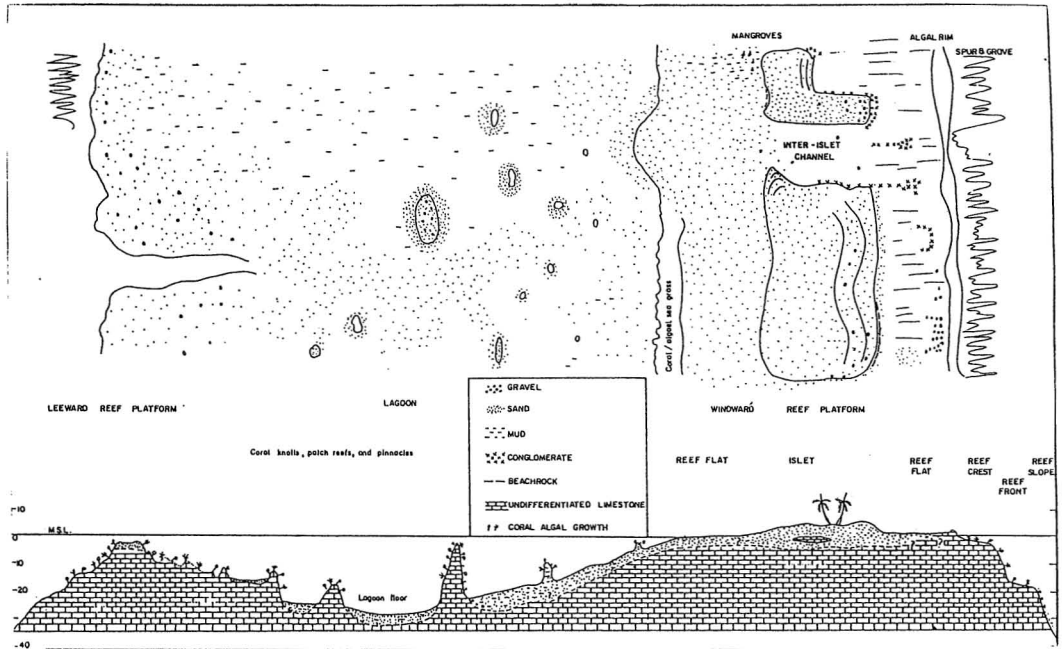 MANGROVES
ALGAL RIM
SPUR & GROVE
INTER-ISLET
CHANNEL
Coral/algael sea grass
LEEWARD REEF PLATFORM
LAGOON
WINDWARD REEF PLATFORM
Coral knolls, patch reefs, and pinnacles
GRAVEL
SAND
MUD
CONGLOMERATE
BEACHROCK
UNDIFFERENTIATED LIMESTONE
CORAL ALGAL GROWTH
REEF FLAT
ISLET
REEF
FLAT
REEF
CREST
REEF
FRONT
REEF
SLOPE
10
M.S.L.
0
-10
-20
-30
-40
Lagoon floor